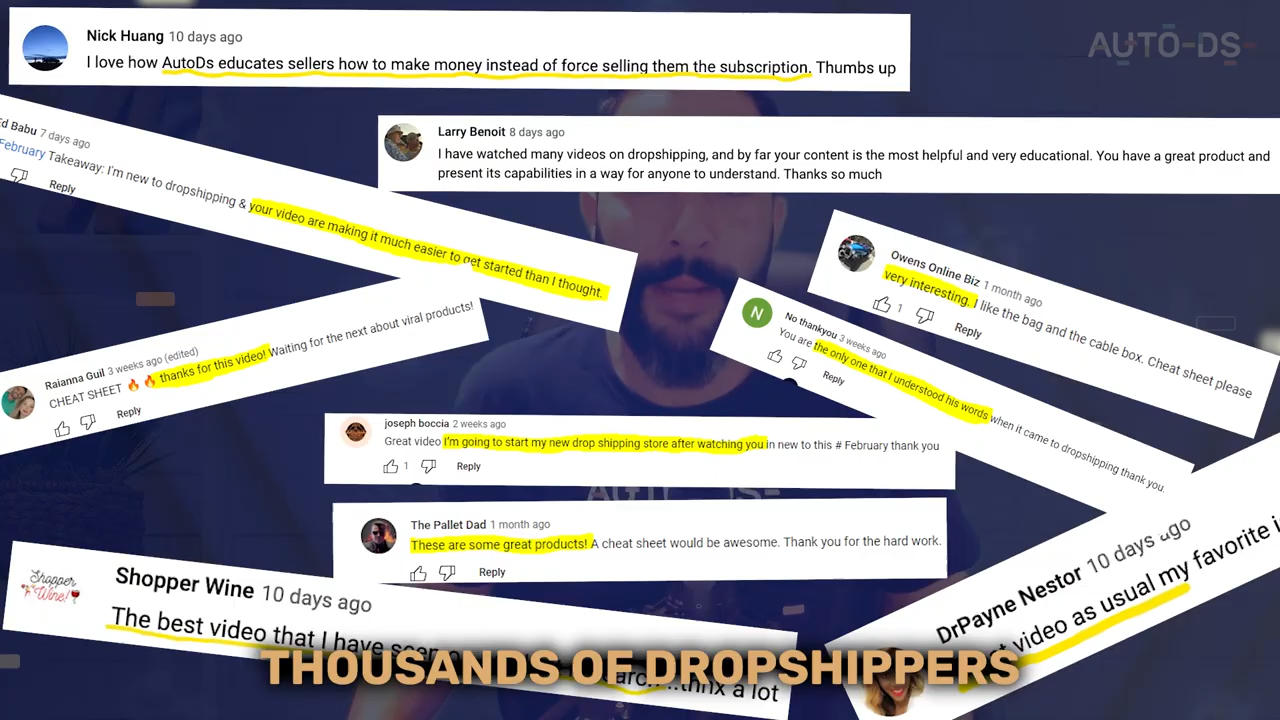 Nick Huang 10 days ago
I love how AutoDs educates sellers how to make money instead of force selling them the subscription. Thumbs up
AUTO-DS
Ed Babu 7 days ago
February Takeaway: I'm new to dropshipping & your video are making it much easier to get started than I thought.
Reply
Larry Benoit 8 days ago
I have watched many videos on dropshipping, and by far your content is the most helpful and very educational. You have a great product and
present its capabilities in a way for anyone to understand. Thanks so much
Owens Online Biz 1 month ago
very interesting. I like the bag and the cable box. Cheat sheet please
1 Reply
N
No thankyou 3 weeks ago
You are the only one that I understood his words when it came to dropshipping thank you.
Reply
Raianna Guil 3 weeks ago (edited)
CHEAT SHEET 🔥 🔥 thanks for this video! Waiting for the next about viral products!
Reply
joseph boccia 2 weeks ago
Great video I'm going to start my new drop shipping store after watching you in new to this # February thank you
1 Reply
The Pallet Dad 1 month ago
These are some great products! A cheat sheet would be awesome. Thank you for the hard work.
Reply
Shopper Wine!
Shopper Wine 10 days ago
The best video that I have
thnx a lot
DrPayne Nestor 10 days ago
video as usual my favorite
THOUSANDS OF DROPSHIPPERS